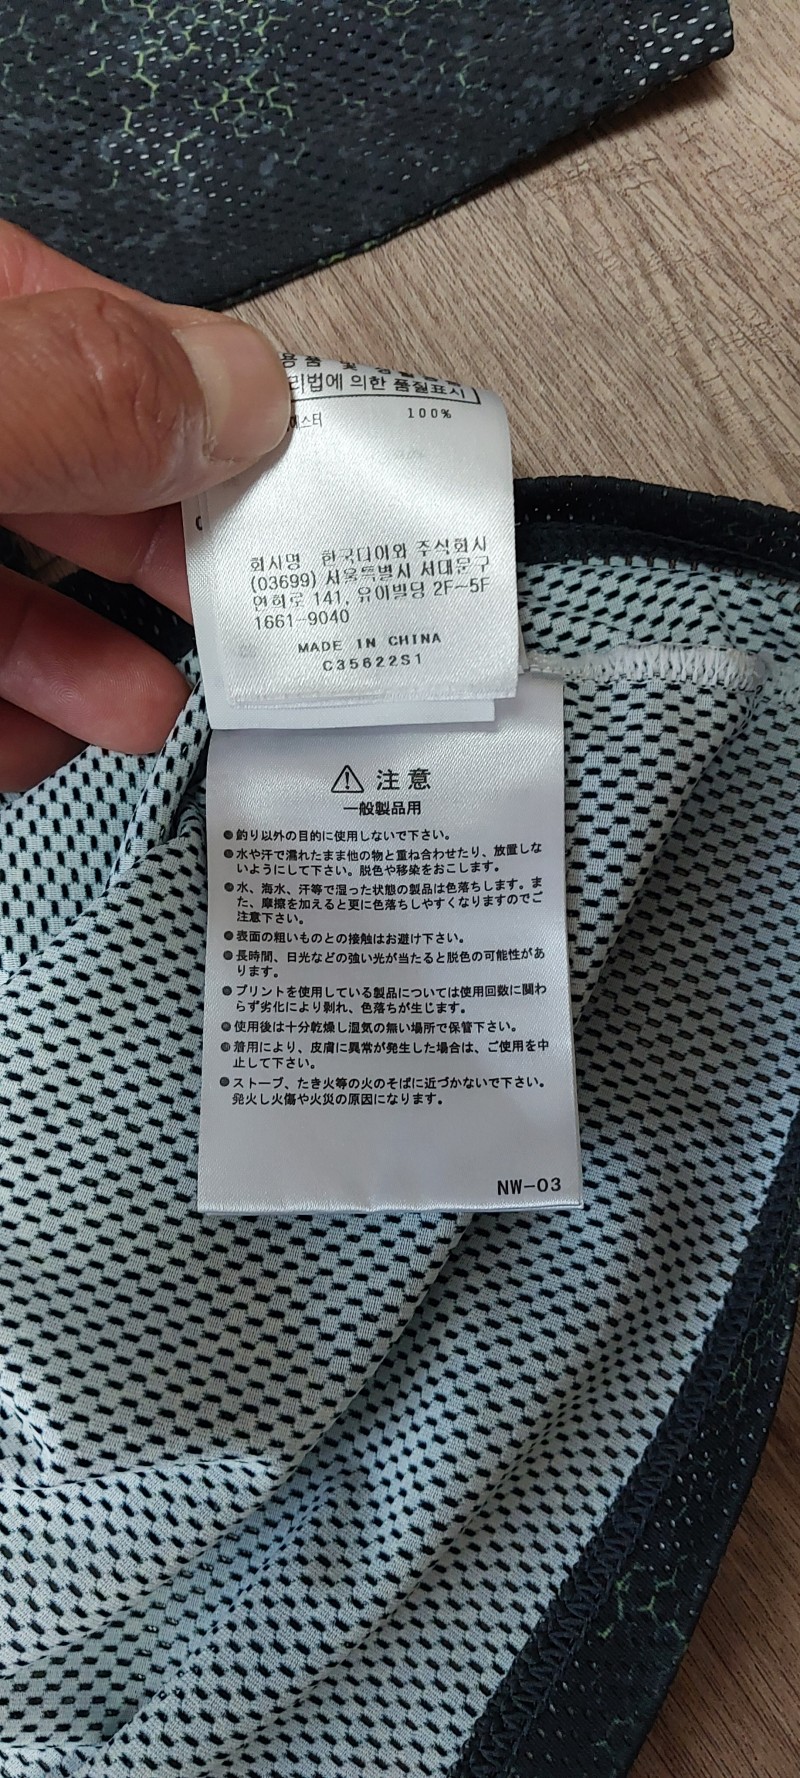 용품 및
리법에 의한 품질표시
에스터 100%
회사명 한국다이와 주식회사
(03699) 서울특별시 서대문구
연희로 141, 유이빌딩 2F~5F
1661-9040
MADE IN CHINA
C35622S1
⚠ 注意
一般製品用
●釣り以外の目的に使用しないで下さい。
●水や汗で濡れたまま他の物と重ね合わせたり、放置しな
いようにして下さい。脱色や移染をおこします。
●水、海水、汗等で湿った状態の製品は色落ちします。ま
た、摩擦を加えると更に色落ちしやすくなりますのでご
注意下さい。
●表面の粗いものとの接触はお避け下さい。
●長時間、日光などの強い光が当たると脱色の可能性があ
ります。
●プリントを使用している製品については使用回数に関わ
らず劣化により剥れ、色落ちが生じます。
●使用後は十分乾燥し湿気の無い場所で保管下さい。
●着用により、皮膚に異常が発生した場合は、ご使用を中
止して下さい。
●ストーブ、たき火等の火のそばに近づかないで下さい。
発火し火傷や火災の原因になります。
NW-03